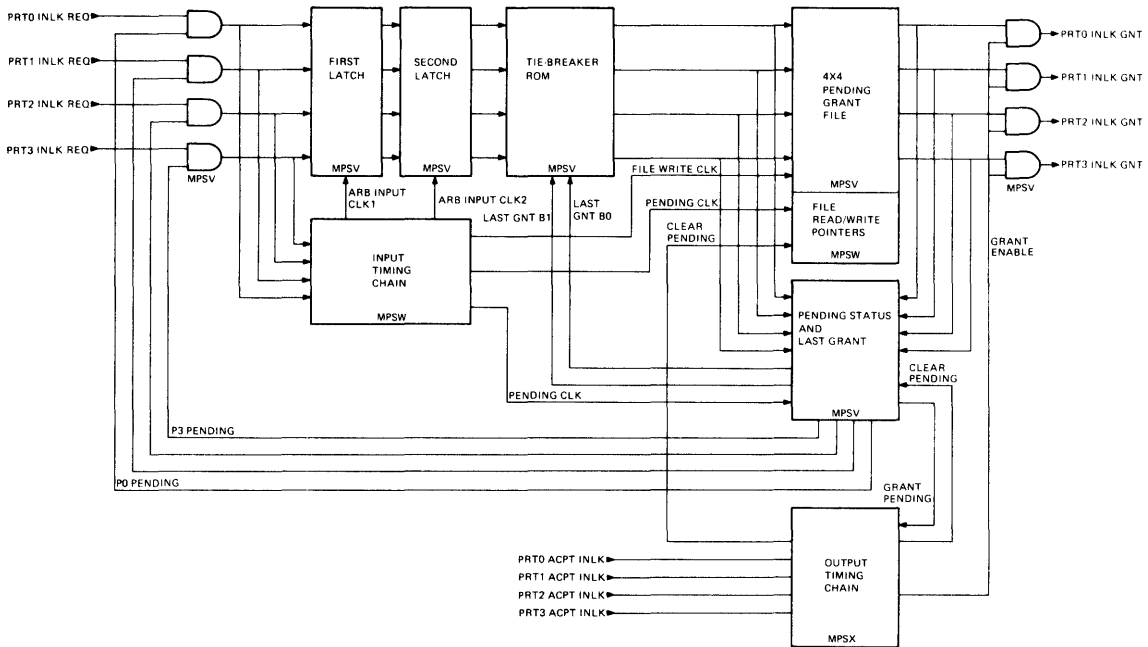 PRT0 INLK REQ
PRT1 INLK REQ
PRT2 INLK REQ
PRT3 INLK REQ
MPSV
FIRST
LATCH
MPSV
SECOND
LATCH
MPSV
TIE-BREAKER
ROM
MPSV
4X4
PENDING
GRANT
FILE
MPSV
FILE
READ/WRITE
POINTERS
MPSW
PRT0 INLK GNT
PRT1 INLK GNT
PRT2 INLK GNT
PRT3 INLK GNT
MPSV
ARB INPUT
CLK1
ARB INPUT
CLK2
LAST GNT B1
LAST
GNT B0
FILE WRITE CLK
PENDING CLK
CLEAR
PENDING
GRANT
ENABLE
INPUT
TIMING
CHAIN
MPSW
PENDING STATUS
AND
LAST GRANT
MPSV
CLEAR
PENDING
PENDING CLK
P3 PENDING
P0 PENDING
GRANT
PENDING
PRT0 ACPT INLK
PRT1 ACPT INLK
PRT2 ACPT INLK
PRT3 ACPT INLK
OUTPUT
TIMING
CHAIN
MPSX